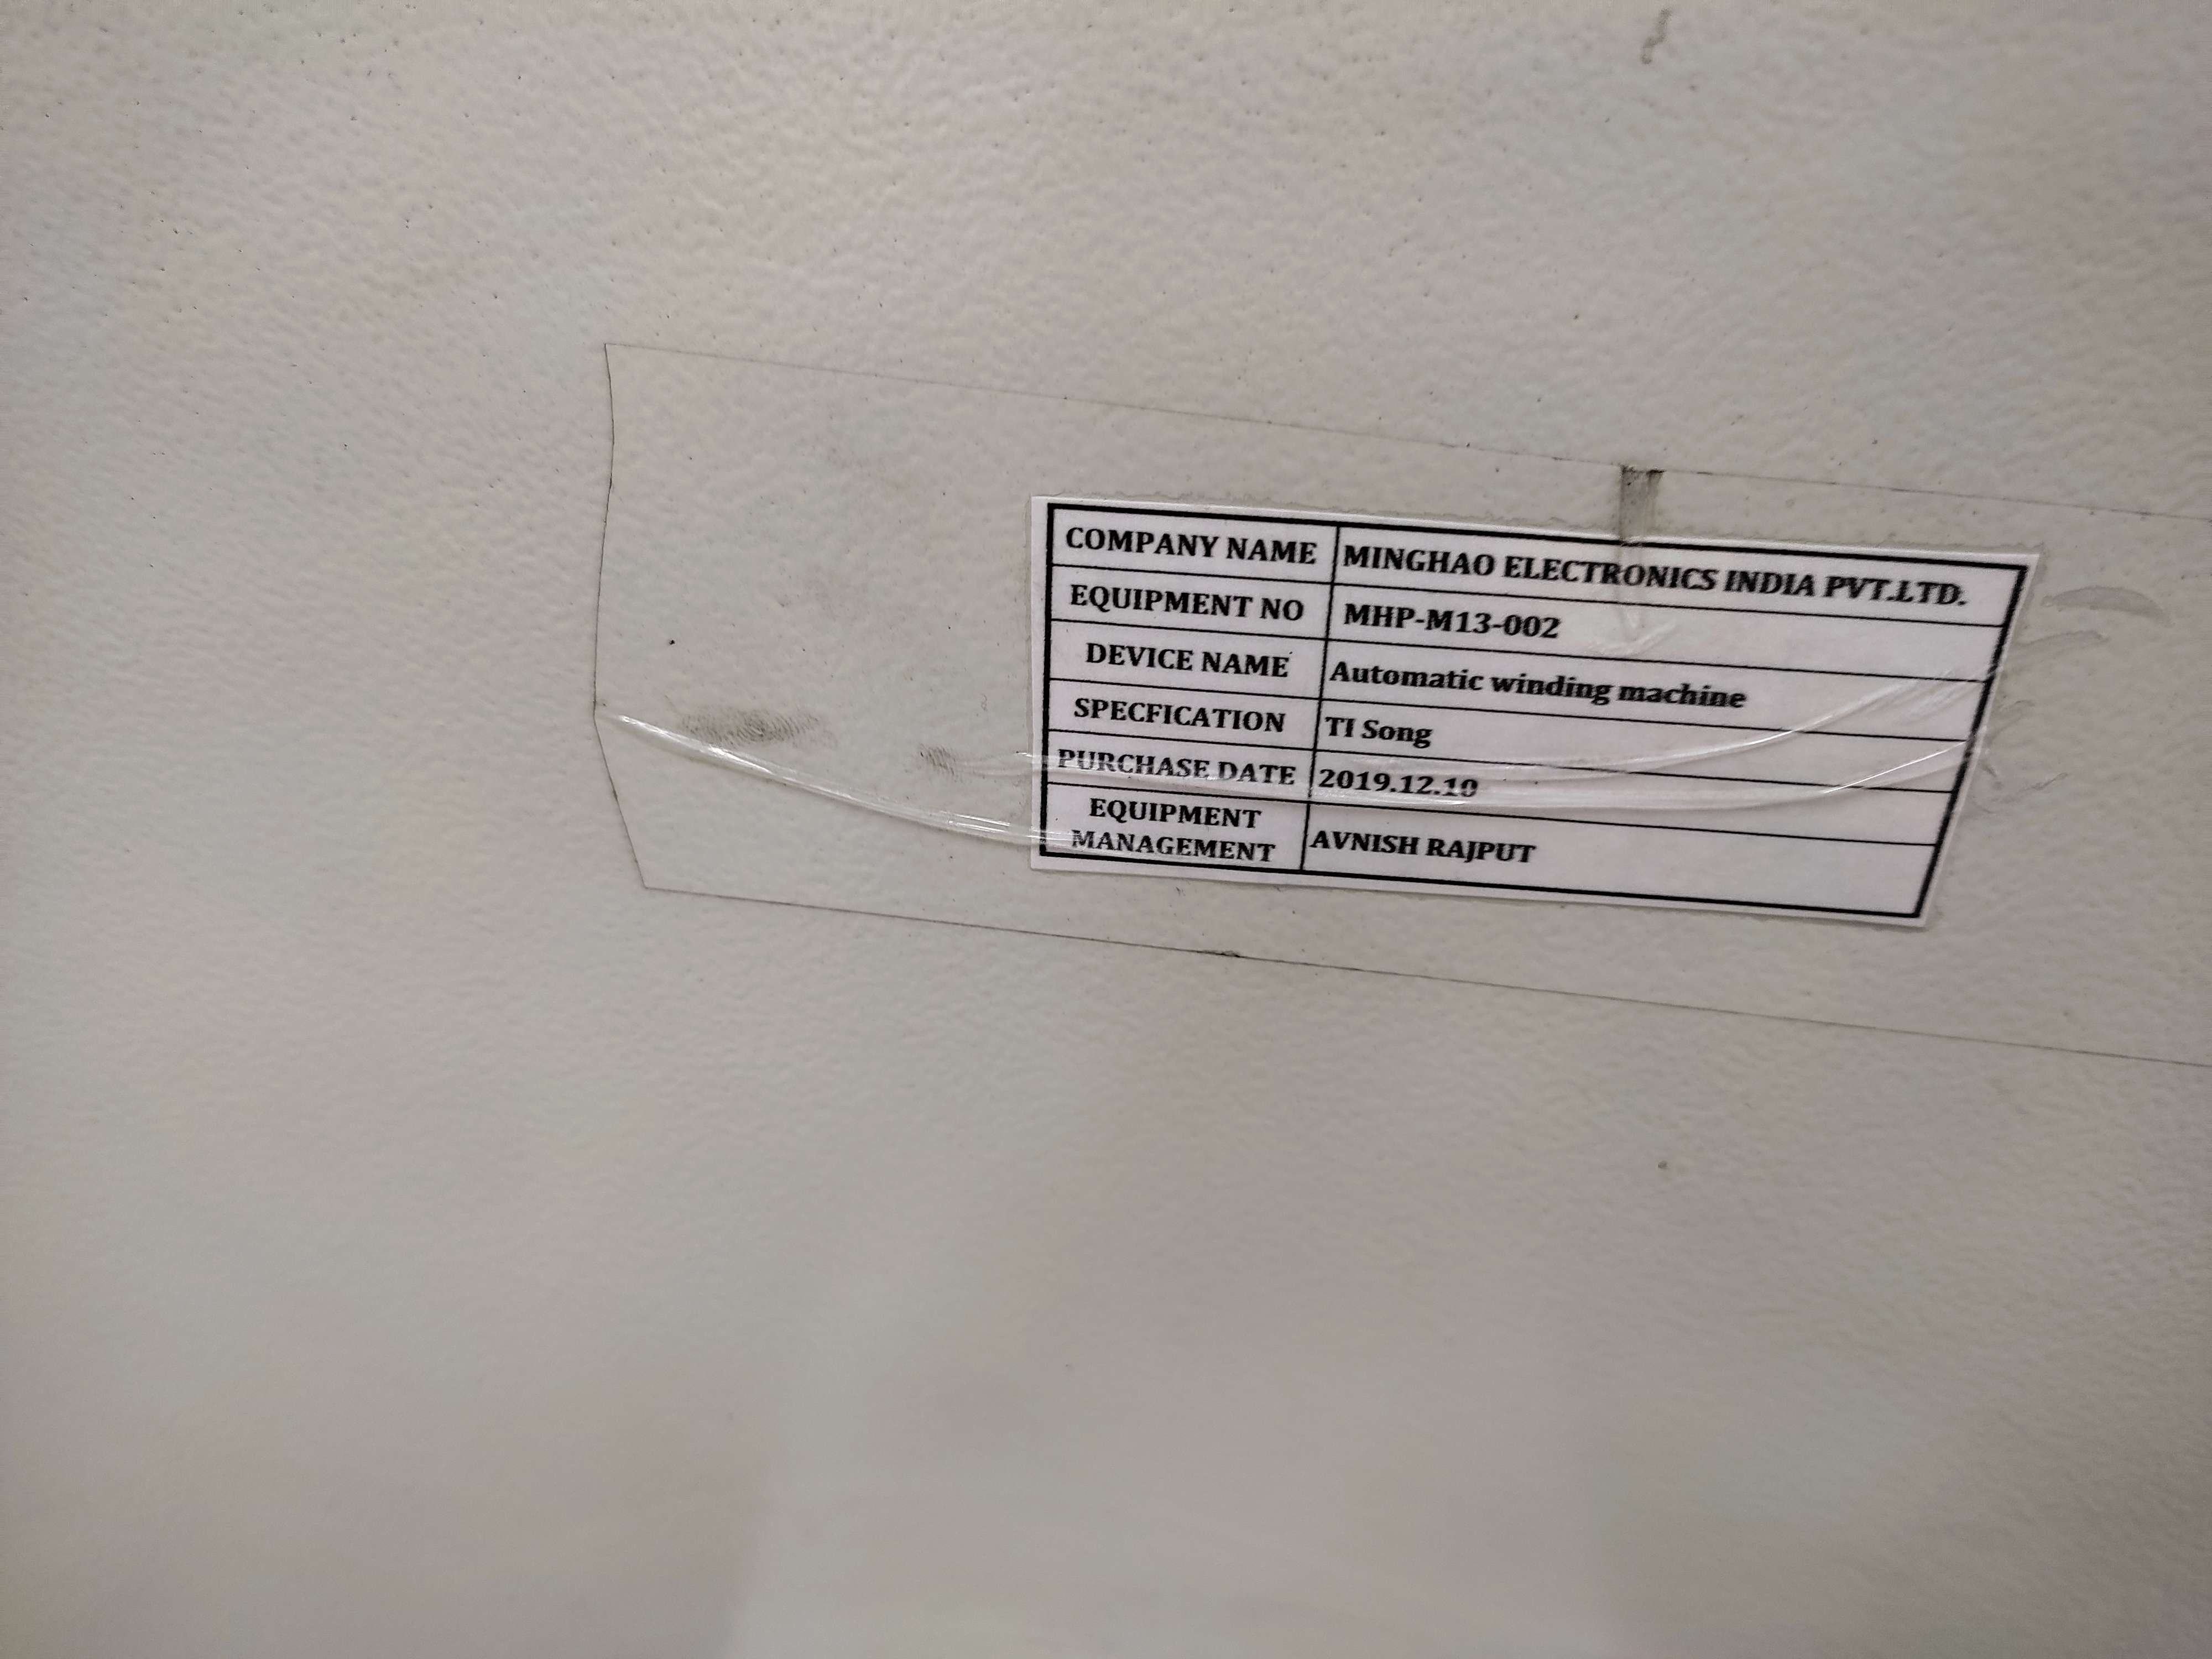 COMPANY NAME MINGHAO ELECTRONICS INDIA PVT.LTD.
EQUIPMENT NO MHP-M13-002
DEVICE NAME Automatic winding machine
SPECFICATION TI Song
PURCHASE DATE 2019.12.10
EQUIPMENT MANAGEMENT AVNISH RAJPUT